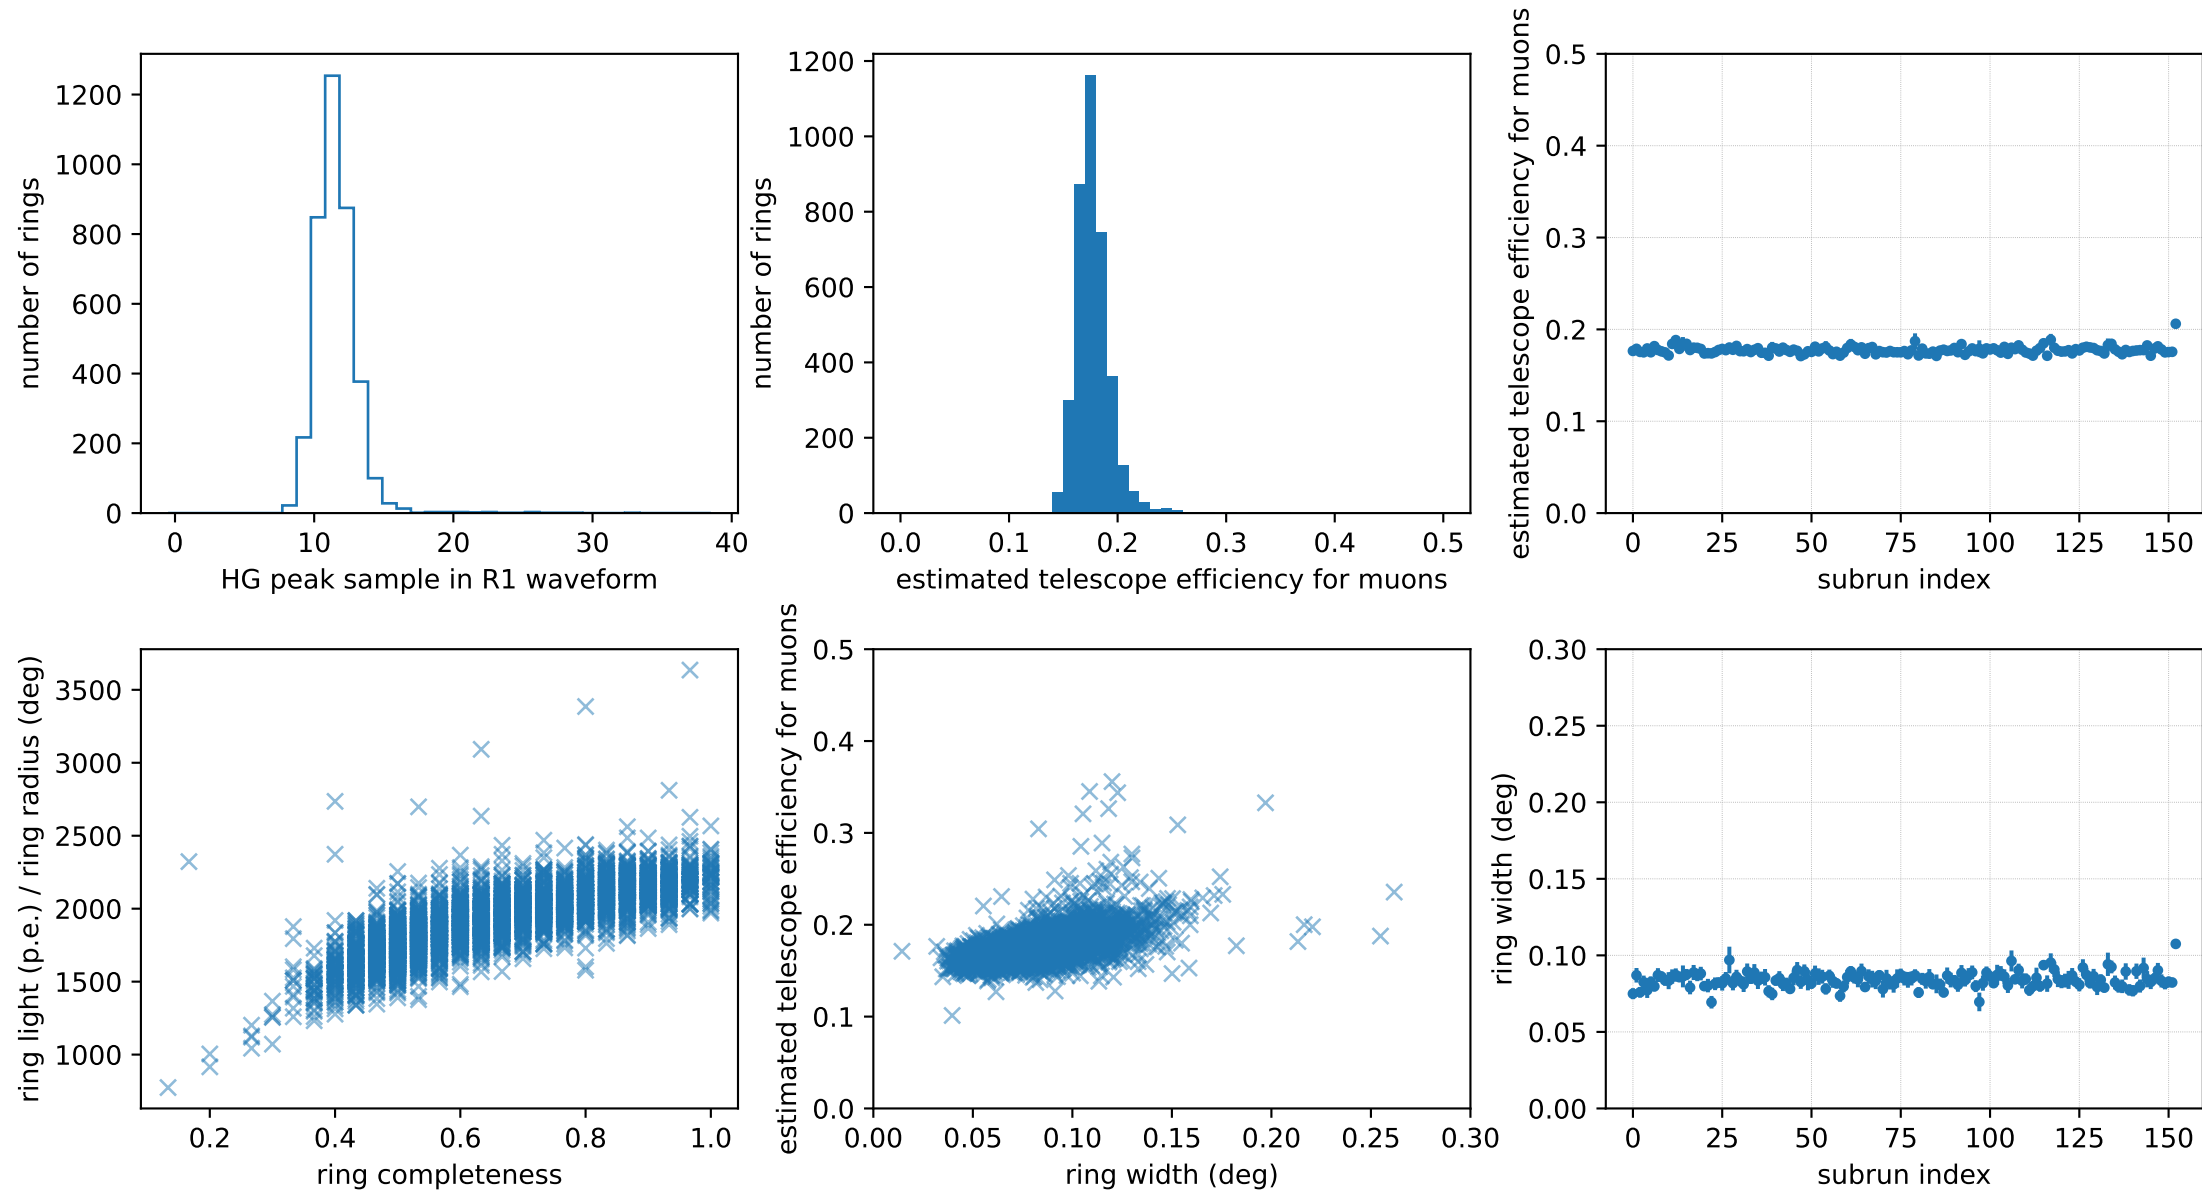 number of rings
1200
1000
800
600
400
200
0
0 10 20 30 40
HG peak sample in R1 waveform
number of rings
1200
1000
800
600
400
200
0
0.0 0.1 0.2 0.3 0.4 0.5
estimated telescope efficiency for muons
estimated telescope efficiency for muons
0.5
0.4
0.3
0.2
0.1
0.0
0 25 50 75 100 125 150
subrun index
ring light (p.e.) / ring radius (deg)
3500
3000
2500
2000
1500
1000
0.2 0.4 0.6 0.8 1.0
ring completeness
estimated telescope efficiency for muons
0.5
0.4
0.3
0.2
0.1
0.0
0.00 0.05 0.10 0.15 0.20 0.25 0.30
ring width (deg)
ring width (deg)
0.30
0.25
0.20
0.15
0.10
0.05
0.00
0 25 50 75 100 125 150
subrun index